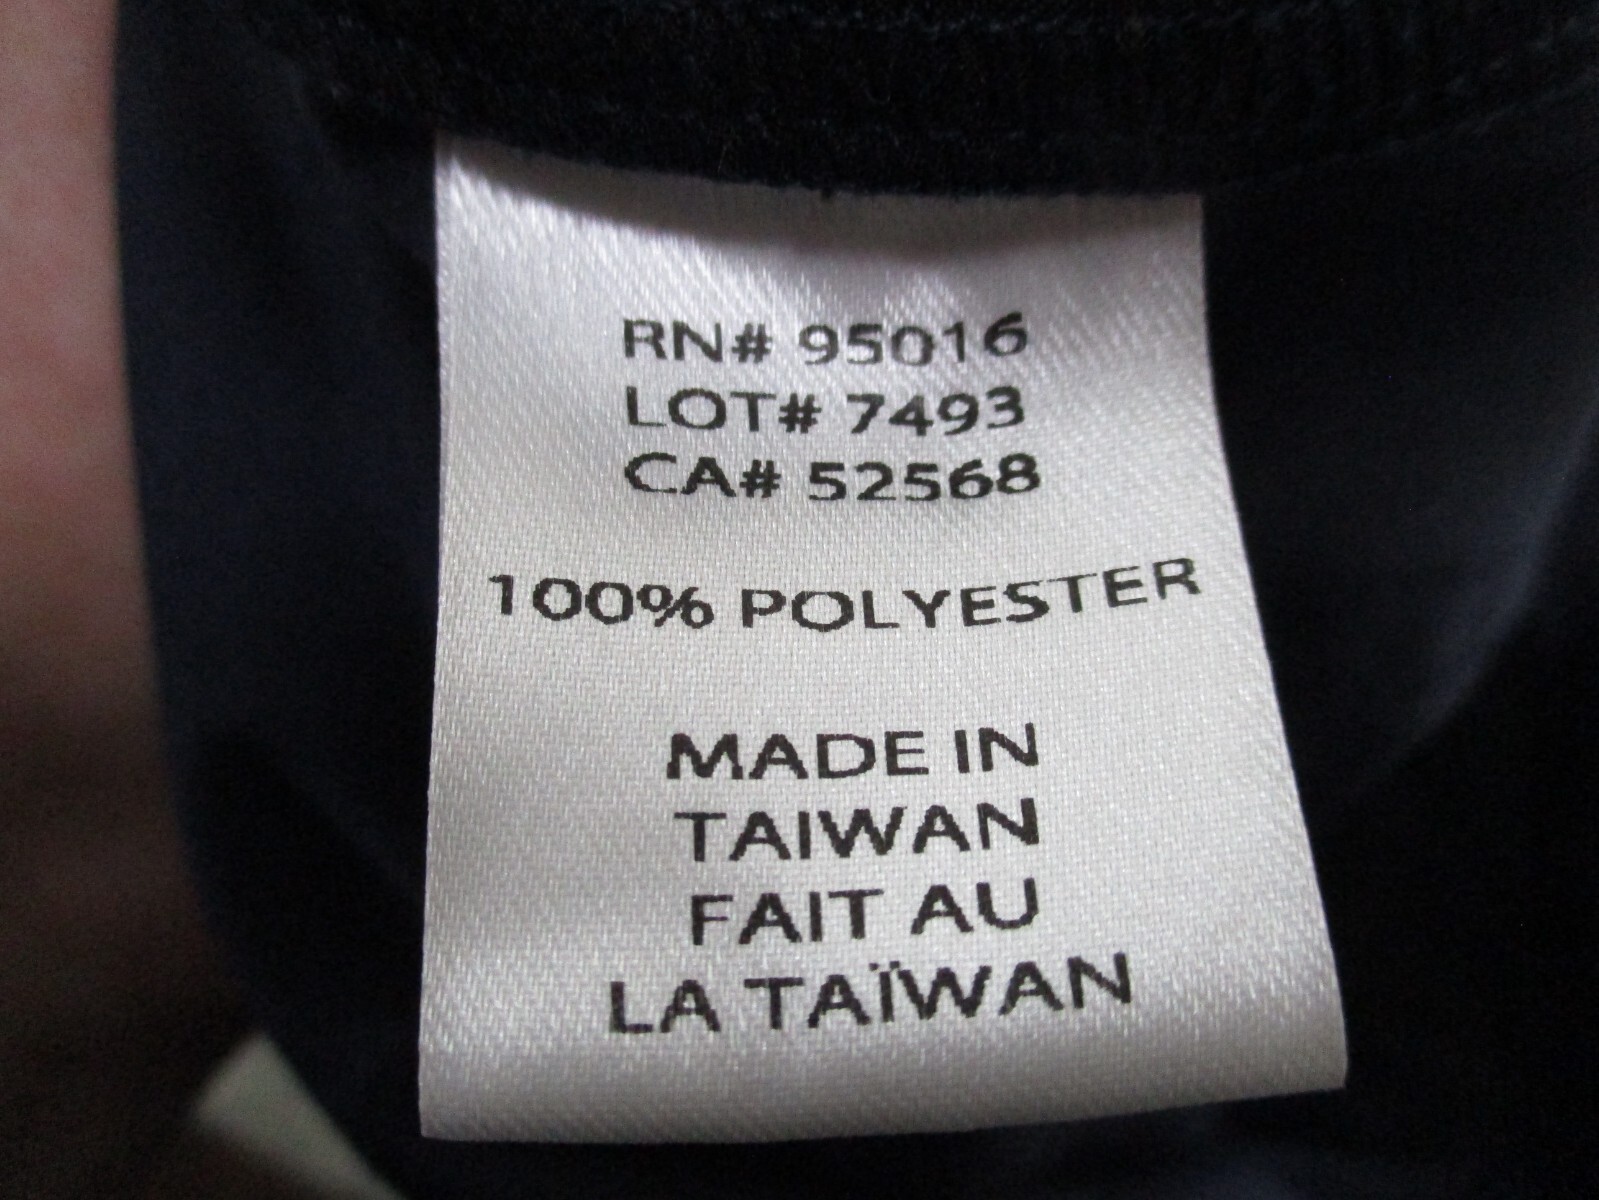 RN# 95016
LOT# 7493
CA# 52568
100% POLYESTER
MADE IN
TAIWAN
FAIT AU
LA TAÏWAN